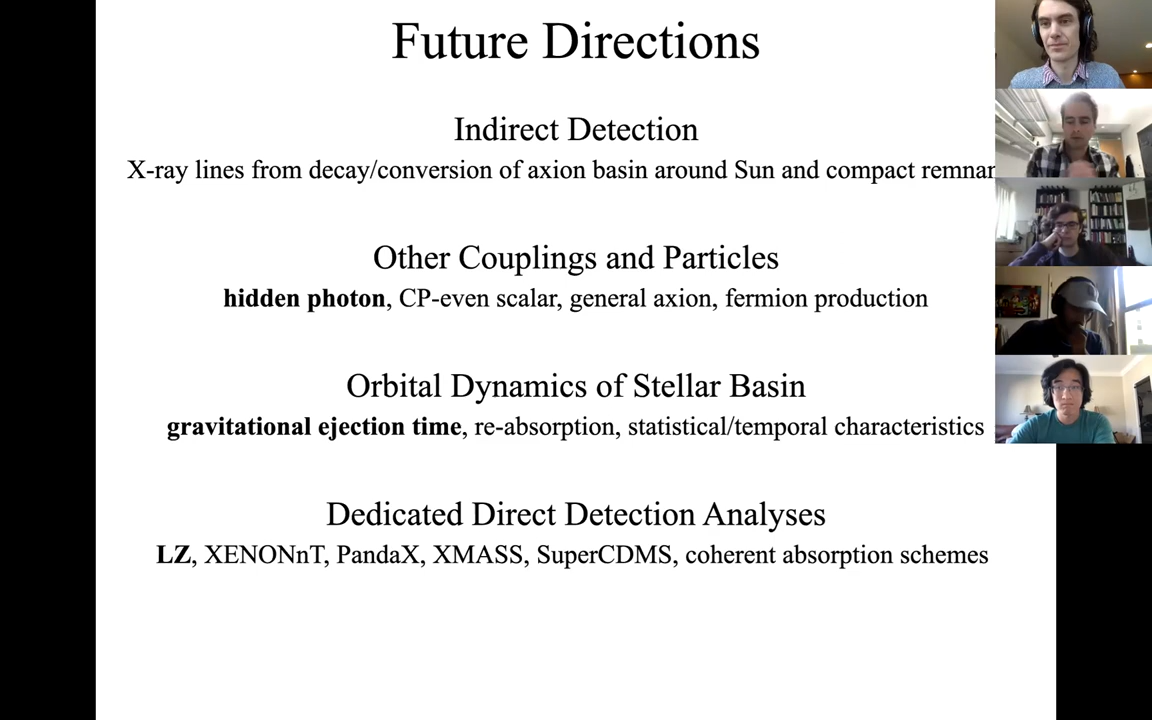 Future Directions
Indirect Detection
X-ray lines from decay/conversion of axion basin around Sun and compact
Other Couplings and Particles
hidden photon, CP-even scalar, general axion, fermion production
Orbital Dynamics of Stellar Basin
gravitational ejection time, re-absorption, statistical/temporal characteristics
Dedicated Direct Detection Analyses
LZ, XENONnT, PandaX, XMASS, SuperCDMS, coherent absorption schemes